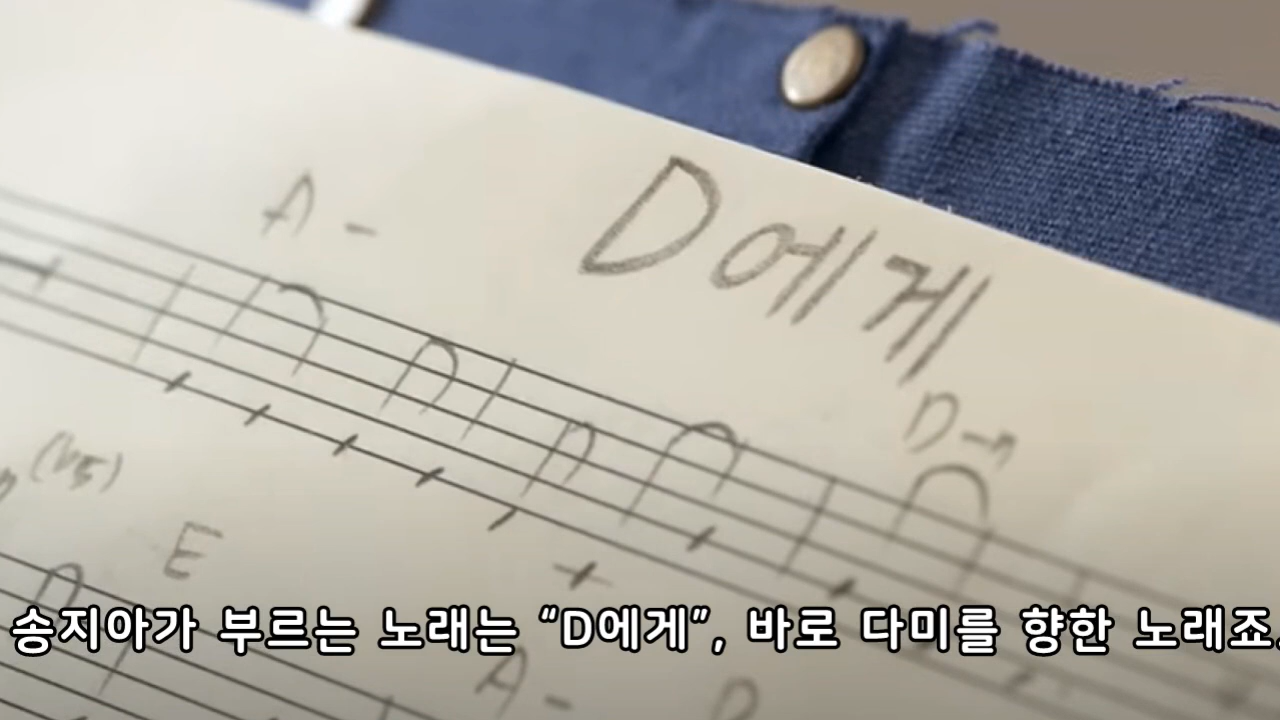 D에게
A -
D-
(b5)
E
송지아가 부르는 노래는 “D에게”, 바로 다미를 향한 노래죠.
A -